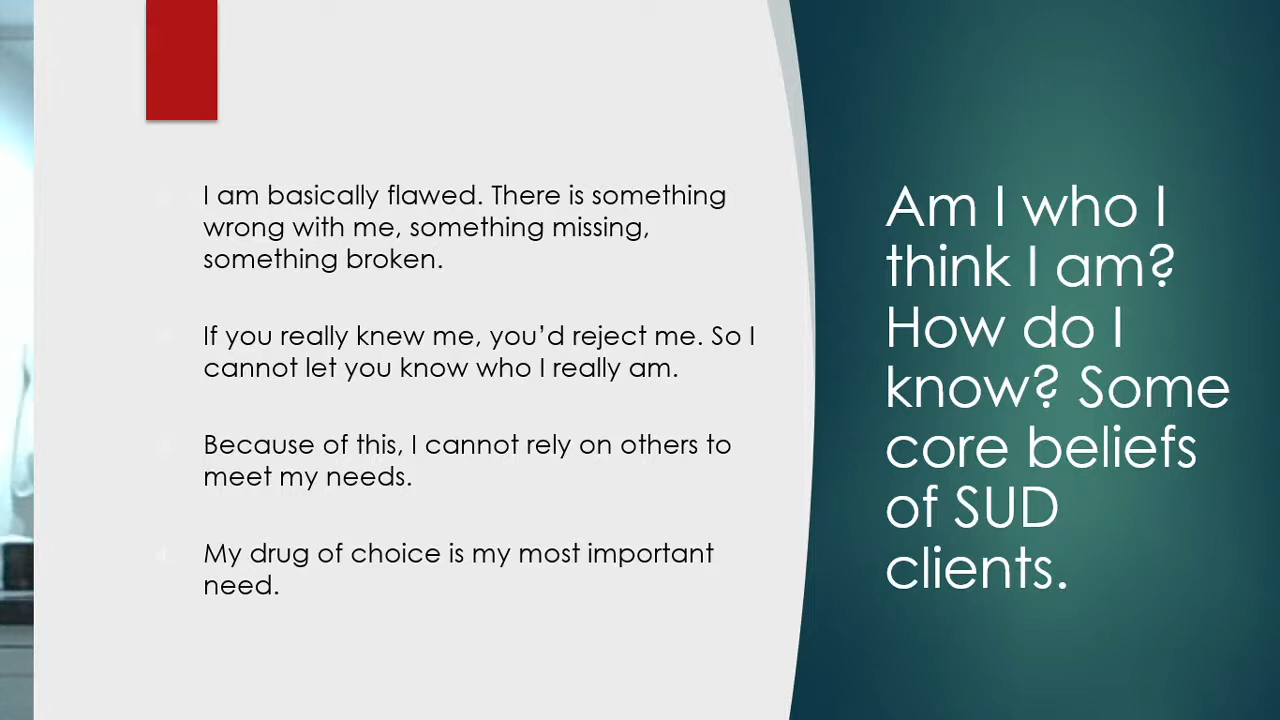 I am basically flawed. There is something
wrong with me, something missing,
something broken.
If you really knew me, you’d reject me. So I
cannot let you know who I really am.
Because of this, I cannot rely on others to
meet my needs.
My drug of choice is my most important
need.
Am I who I
think I am?
How do I
know? Some
core beliefs
of SUD
clients.